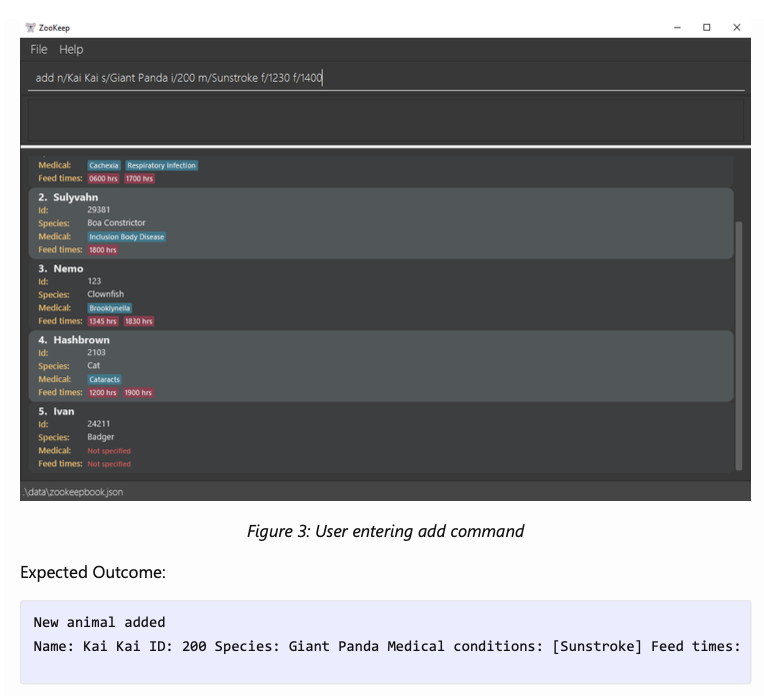 ZooKeep
File Help
add n/Kai Kai s/Giant Panda i/200 m/Sunstroke f/1230 f/1400
Medical: Cachexia Respiratory Infection
Feed times: 0600 hrs 1700 hrs
2. Sulyvahn
Id: 29381
Species: Boa Constrictor
Medical: Inclusion Body Disease
Feed times: 1800 hrs
3. Nemo
Id: 123
Species: Clownfish
Medical: Brooklynella
Feed times: 1345 hrs 1830 hrs
4. Hashbrown
Id: 2103
Species: Cat
Medical: Cataracts
Feed times: 1200 hrs 1900 hrs
5. Ivan
Id: 24211
Species: Badger
Medical: Not specified
Feed times: Not specified
.\data\zookeepbook.json
Figure 3: User entering add command
Expected Outcome:
New animal added
Name: Kai Kai ID: 200 Species: Giant Panda Medical conditions: [Sunstroke] Feed times: